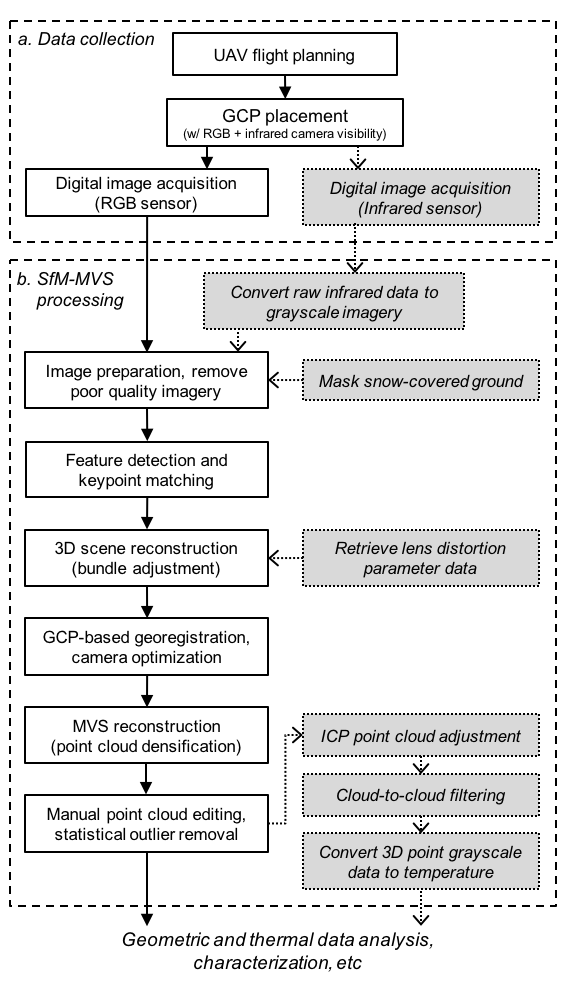 a. Data collection
UAV flight planning
GCP placement
(w/ RGB + infrared camera visibility)
Digital image acquisition
(RGB sensor)
Digital image acquisition
(Infrared sensor)
b. SfM-MVS
processing
Convert raw infrared data to
grayscale imagery
Image preparation, remove
poor quality imagery
Mask snow-covered ground
Feature detection and
keypoint matching
3D scene reconstruction
(bundle adjustment)
Retrieve lens distortion
parameter data
GCP-based georegistration,
camera optimization
MVS reconstruction
(point cloud densification)
ICP point cloud adjustment
Manual point cloud editing,
statistical outlier removal
Cloud-to-cloud filtering
Convert 3D point grayscale
data to temperature
Geometric and thermal data analysis,
characterization, etc